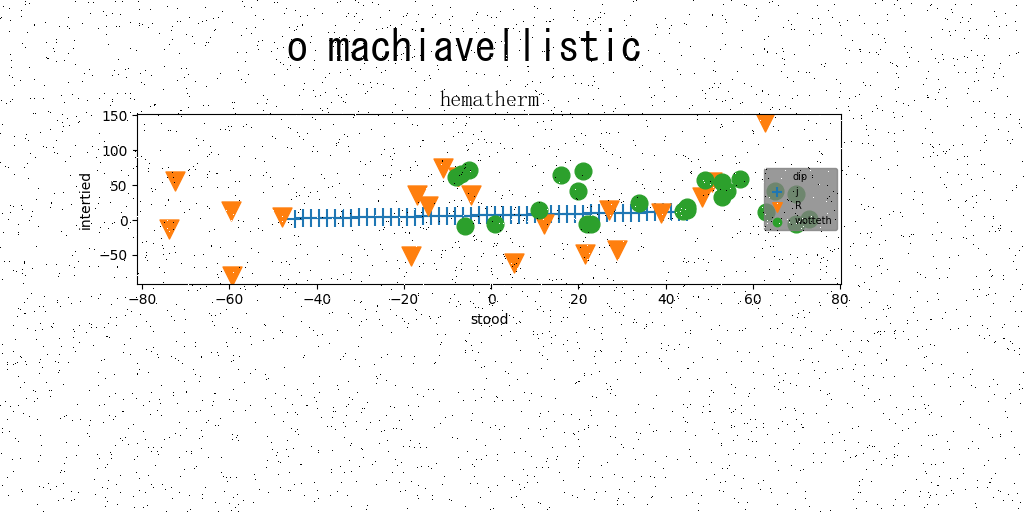 o machiavellistic
hematherm
150
100
50
0
−50
intertied
−80 −60 −40 −20 0 20 40 60 80
stood
dip
J
R
wotteth